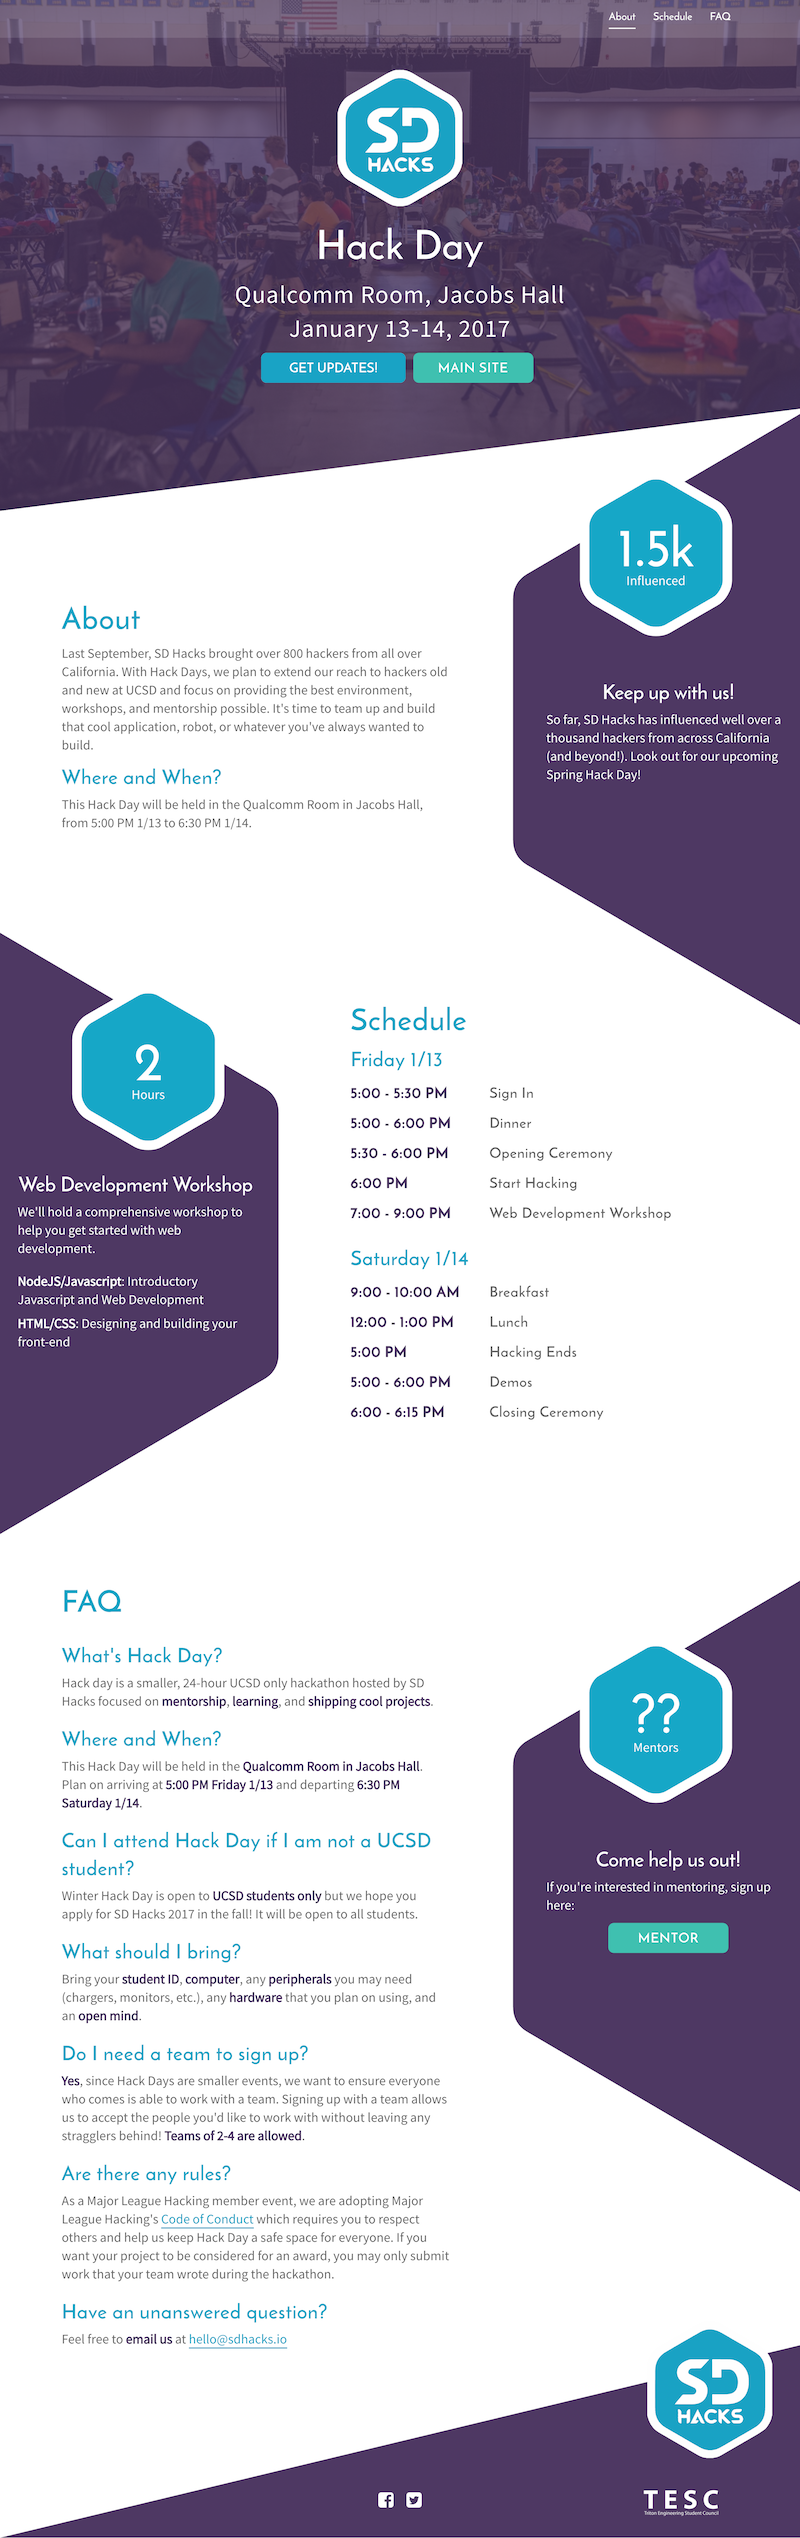 About Schedule FAQ
SD
HACKS
Hack Day
Qualcomm Room, Jacobs Hall
January 13-14, 2017
GET UPDATES! MAIN SITE
1.5k
Influenced
About
Last September, SD Hacks brought over 800 hackers from all over
California. With Hack Days, we plan to extend our reach to hackers old
and new at UCSD and focus on providing the best environment,
workshops, and mentorship possible. It's time to team up and build
that cool application, robot, or whatever you've always wanted to
build.
Where and When?
This Hack Day will be held in the Qualcomm Room in Jacobs Hall,
from 5:00 PM 1/13 to 6:30 PM 1/14.
Keep up with us!
So far, SD Hacks has influenced well over a
thousand hackers from across California
(and beyond!). Look out for our upcoming
Spring Hack Day!
2
Hours
Web Development Workshop
We'll hold a comprehensive workshop to
help you get started with web
development.
NodeJS/Javascript: Introductory
Javascript and Web Development
HTML/CSS: Designing and building your
front-end
Schedule
Friday 1/13
5:00 - 5:30 PM Sign In
5:00 - 6:00 PM Dinner
5:30 - 6:00 PM Opening Ceremony
6:00 PM Start Hacking
7:00 - 9:00 PM Web Development Workshop
Saturday 1/14
9:00 - 10:00 AM Breakfast
12:00 - 1:00 PM Lunch
5:00 PM Hacking Ends
5:00 - 6:00 PM Demos
6:00 - 6:15 PM Closing Ceremony
FAQ
What's Hack Day?
Hack day is a smaller, 24-hour UCSD only hackathon hosted by SD
Hacks focused on mentorship, learning, and shipping cool projects.
Where and When?
This Hack Day will be held in the Qualcomm Room in Jacobs Hall.
Plan on arriving at 5:00 PM Friday 1/13 and departing 6:30 PM
Saturday 1/14.
Can I attend Hack Day if I am not a UCSD
student?
Winter Hack Day is open to UCSD students only but we hope you
apply for SD Hacks 2017 in the fall! It will be open to all students.
What should I bring?
Bring your student ID, computer, any peripherals you may need
(chargers, monitors, etc.), any hardware that you plan on using, and
an open mind.
Do I need a team to sign up?
Yes, since Hack Days are smaller events, we want to ensure everyone
who comes is able to work with a team. Signing up with a team allows
us to accept the people you'd like to work with without leaving any
stragglers behind! Teams of 2-4 are allowed.
Are there any rules?
As a Major League Hacking member event, we are adopting Major
League Hacking's Code of Conduct which requires you to respect
others and help us keep Hack Day a safe space for everyone. If you
want your project to be considered for an award, you may only submit
work that your team wrote during the hackathon.
Have an unanswered question?
Feel free to email us at hello@sdhacks.io
??
Mentors
Come help us out!
If you're interested in mentoring, sign up
here:
MENTOR
SD
HACKS
TESC
Triton Engineering Student Council